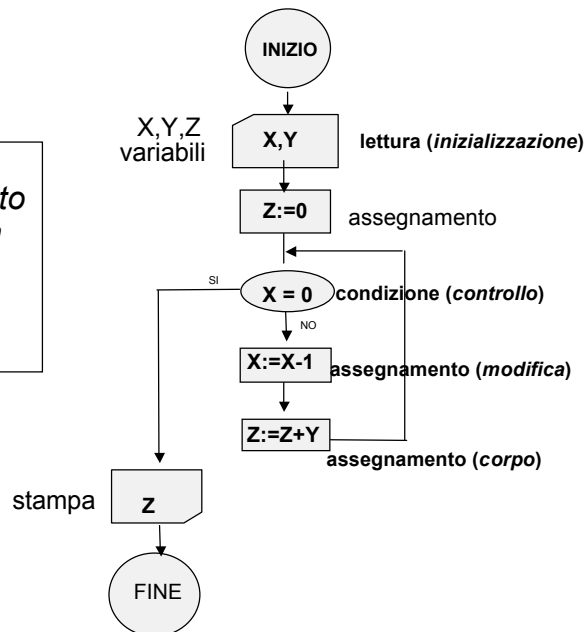 INIZIO
X,Y,Z
variabili
X,Y
lettura (inizializzazione)
Z:=0
assegnamento
SI
X = 0
condizione (controllo)
NO
X:=X-1
assegnamento (modifica)
Z:=Z+Y
assegnamento (corpo)
stampa
Z
FINE